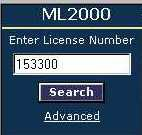 ML2000
Enter License Number
153300
Search
Advanced